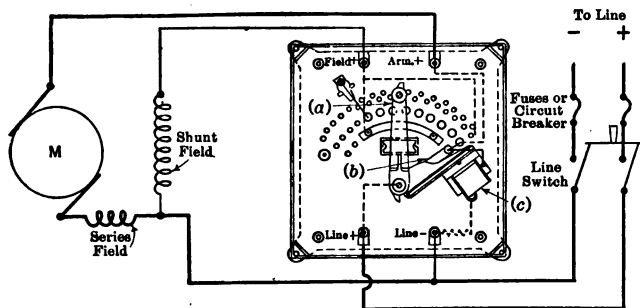 To Line
− +
Field+ Arm.+
(a)
Fuses or
Circuit
Breaker
M
Shunt
Field
(b)
Line
Switch
(c)
Series
Field
Line+ Line−